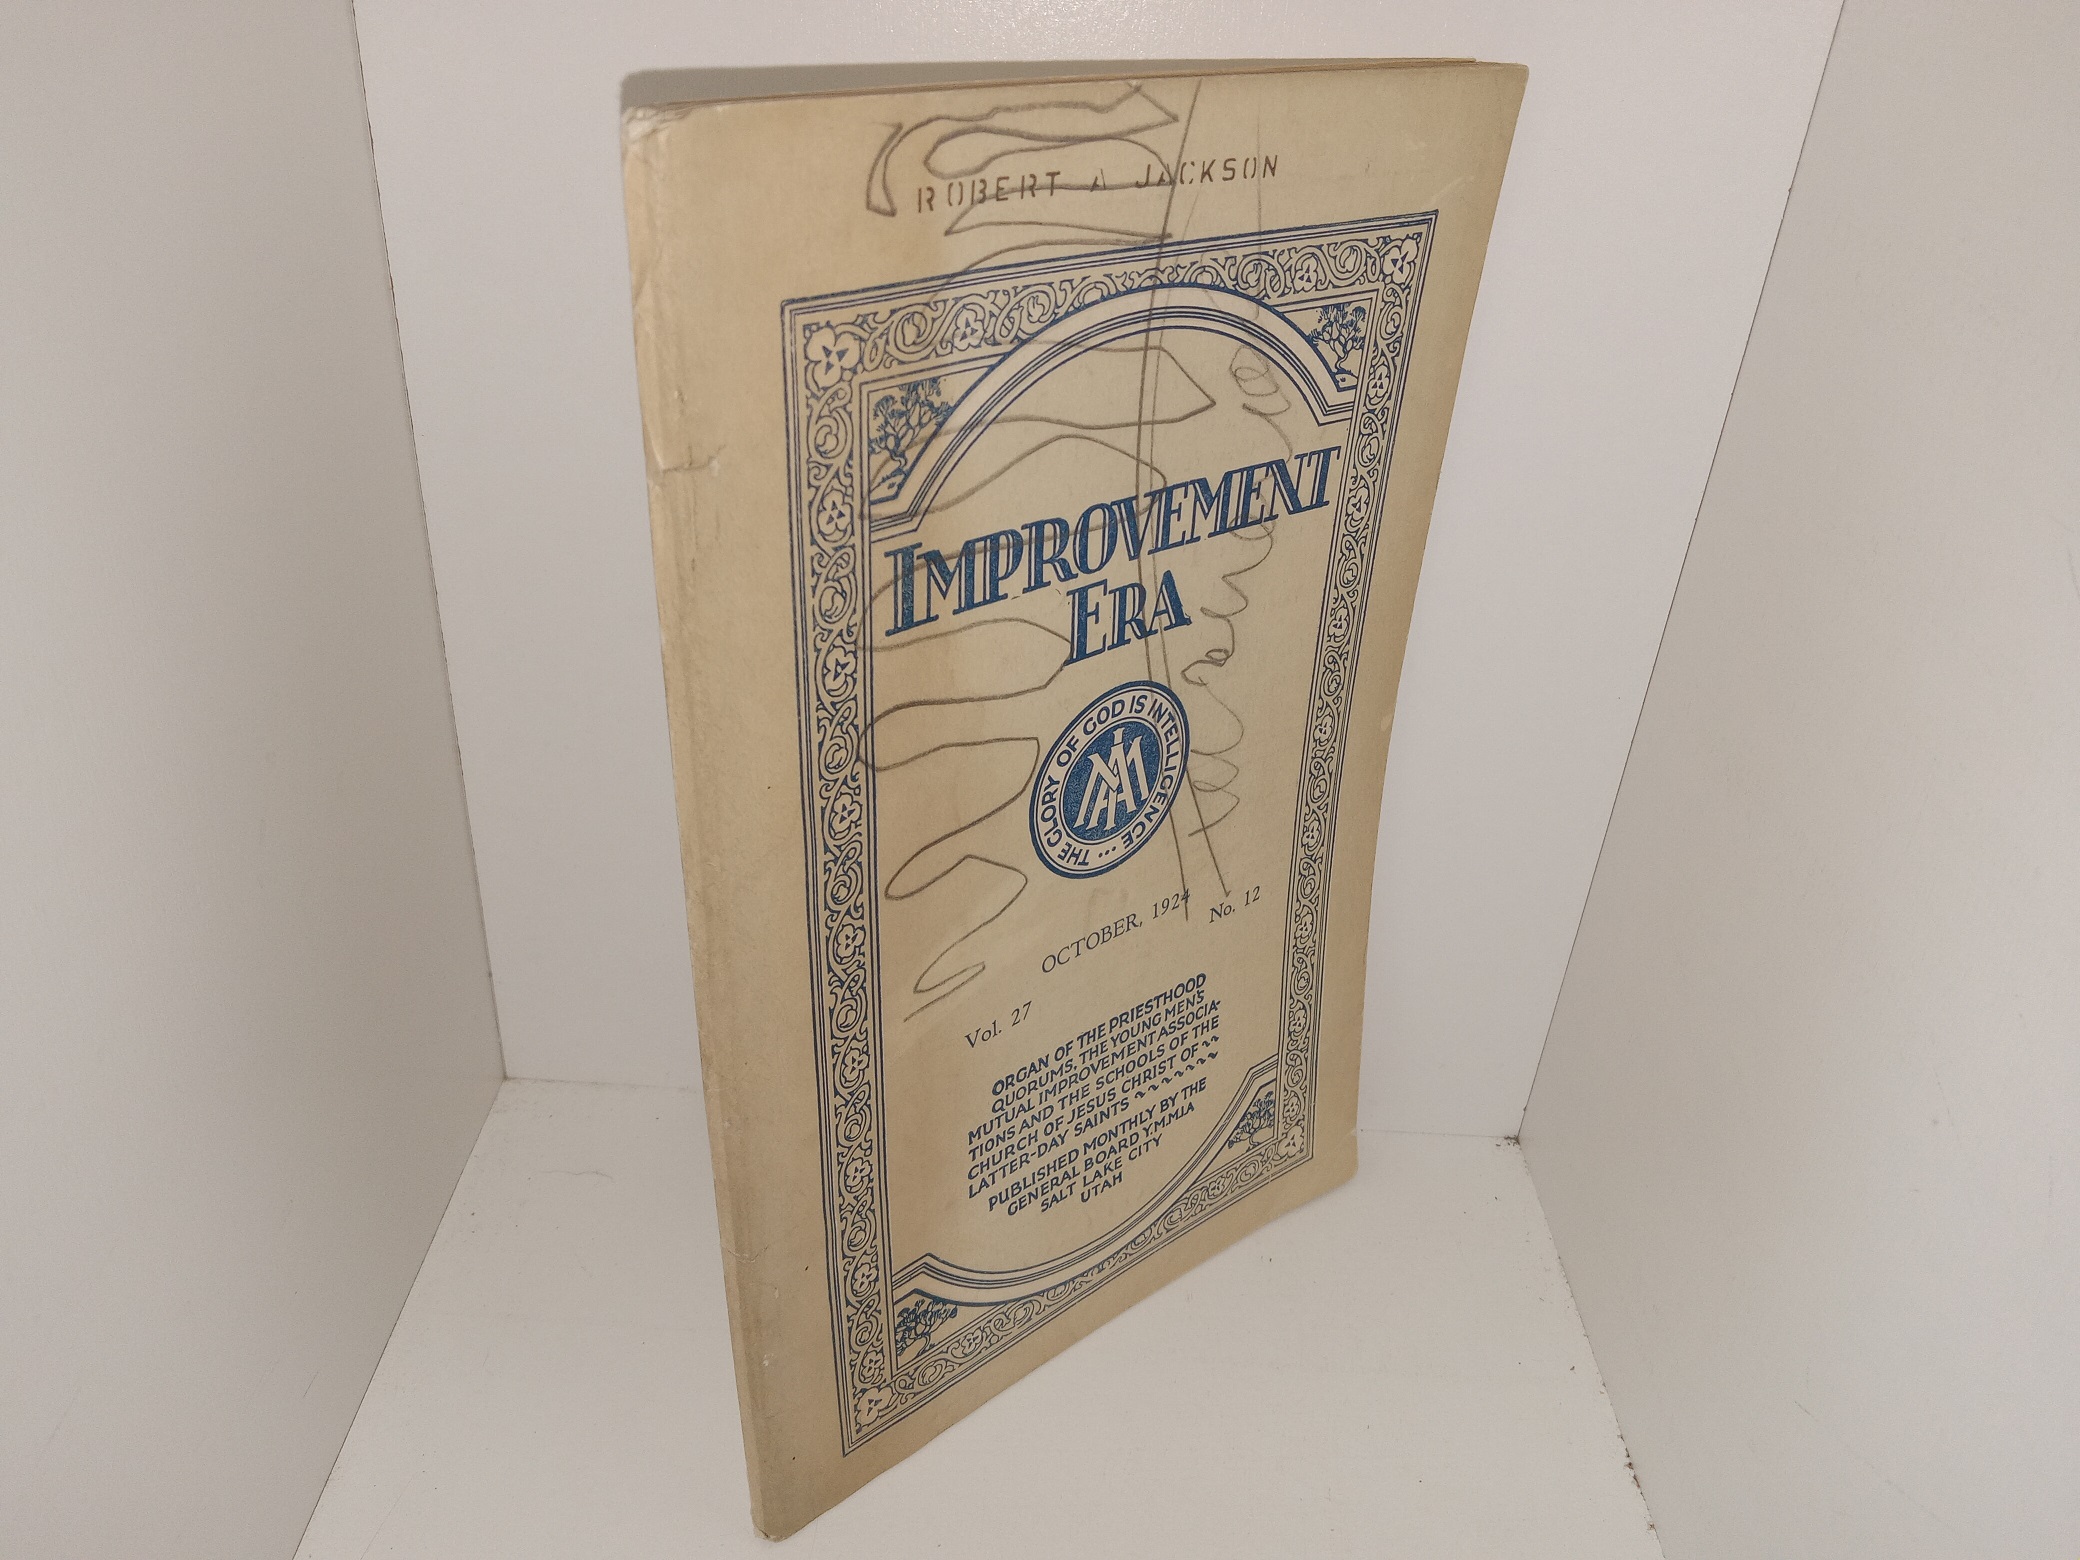 ROBERT A JACKSON
IMPROVEMENT
ERA
THE GLORY OF GOD IS INTELLIGENCE ...
YMMIA
Vol. 27 OCTOBER, 1924 No. 12
ORGAN OF THE PRIESTHOOD
QUORUMS, THE YOUNG MEN'S
MUTUAL IMPROVEMENT ASSOCIA-
TIONS AND THE SCHOOLS OF THE
CHURCH OF JESUS CHRIST OF ~~
LATTER-DAY SAINTS ~~~~~~~
PUBLISHED MONTHLY BY THE
GENERAL BOARD Y.M.M.I.A
SALT LAKE CITY
UTAH